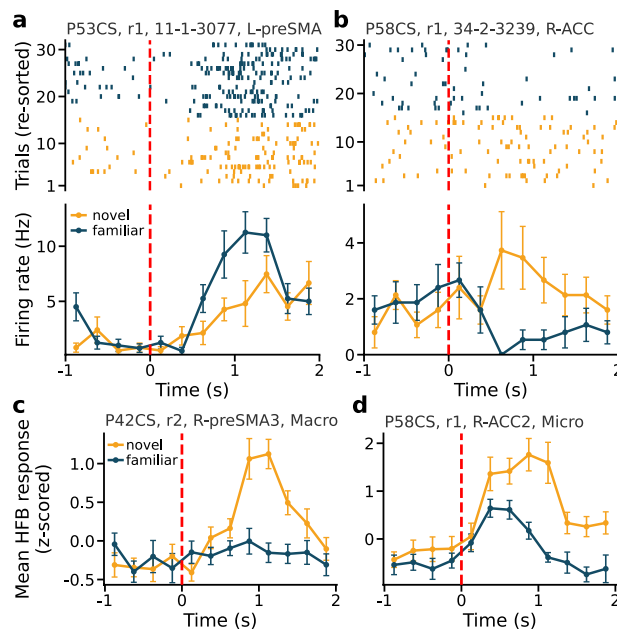 a
P53CS, r1, 11-1-3077, L-preSMA
Trials (re-sorted)
30
20
10
1
novel
familiar
Firing rate (Hz)
10
5
-1
0
1
2
Time (s)
b
P58CS, r1, 34-2-3239, R-ACC
30
20
10
1
4
2
0
-1
0
1
2
Time (s)
c
P42CS, r2, R-preSMA3, Macro
novel
familiar
Mean HFB response
(z-scored)
1.0
0.5
0.0
-0.5
-1
0
1
2
Time (s)
d
P58CS, r1, R-ACC2, Micro
2
1
0
-1
0
1
2
Time (s)